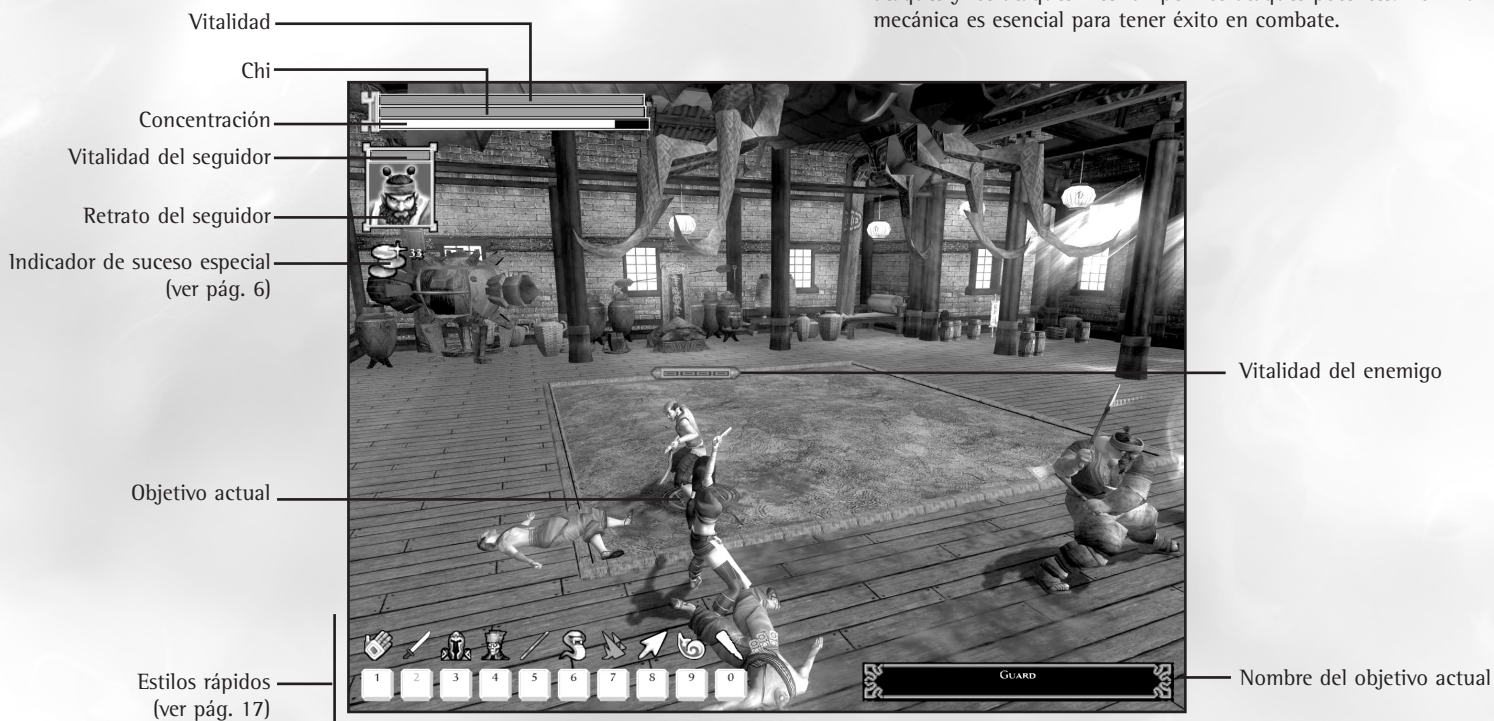 mecánica es esencial para tener éxito en combate.
Vitalidad
Chi
Concentración
Vitalidad del seguidor
Retrato del seguidor
Indicador de suceso especial
(ver pág. 6)
33
Vitalidad del enemigo
Objetivo actual
Estilos rápidos
(ver pág. 17)
1 2 3 4 5 6 7 8 9 0
GUARD
Nombre del objetivo actual